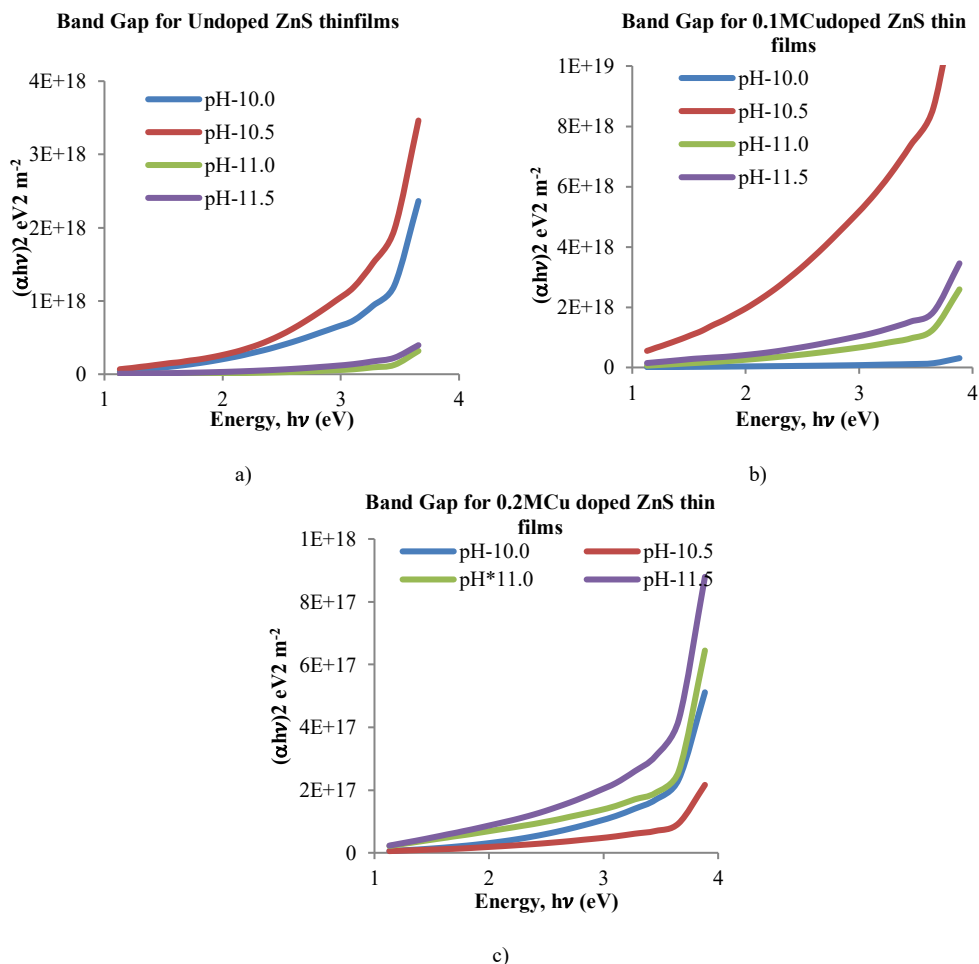 Band Gap for Undoped ZnS thinfilms
4E+18
3E+18
2E+18
1E+18
0
(αhν)2 eV2 m-2
pH-10.0
pH-10.5
pH-11.0
pH-11.5
1
2
3
4
Energy, hν (eV)
a)
Band Gap for 0.1MCudoped ZnS thin
films
1E+19
8E+18
6E+18
4E+18
2E+18
0
(αhν)2 eV2 m-2
pH-10.0
pH-10.5
pH-11.0
pH-11.5
1
2
3
4
Energy, hν (eV)
b)
Band Gap for 0.2MCu doped ZnS thin
films
1E+18
8E+17
6E+17
4E+17
2E+17
0
(αhν)2 eV2 m-2
pH-10.0
pH-10.5
pH*11.0
pH-11.5
1
2
3
4
Energy, hν (eV)
c)